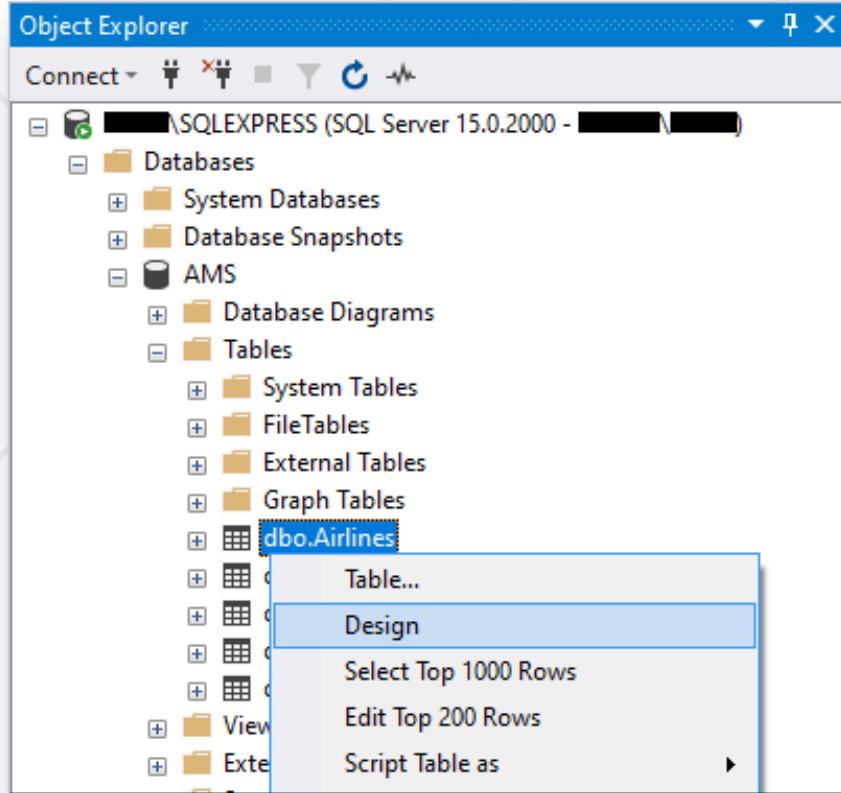 Object Explorer
Connect
\SQLEXPRESS (SQL Server 15.0.2000 - \ )
Databases
System Databases
Database Snapshots
AMS
Database Diagrams
Tables
System Tables
FileTables
External Tables
Graph Tables
dbo.Airlines
Table...
Design
Select Top 1000 Rows
Edit Top 200 Rows
View
Script Table as
Exte